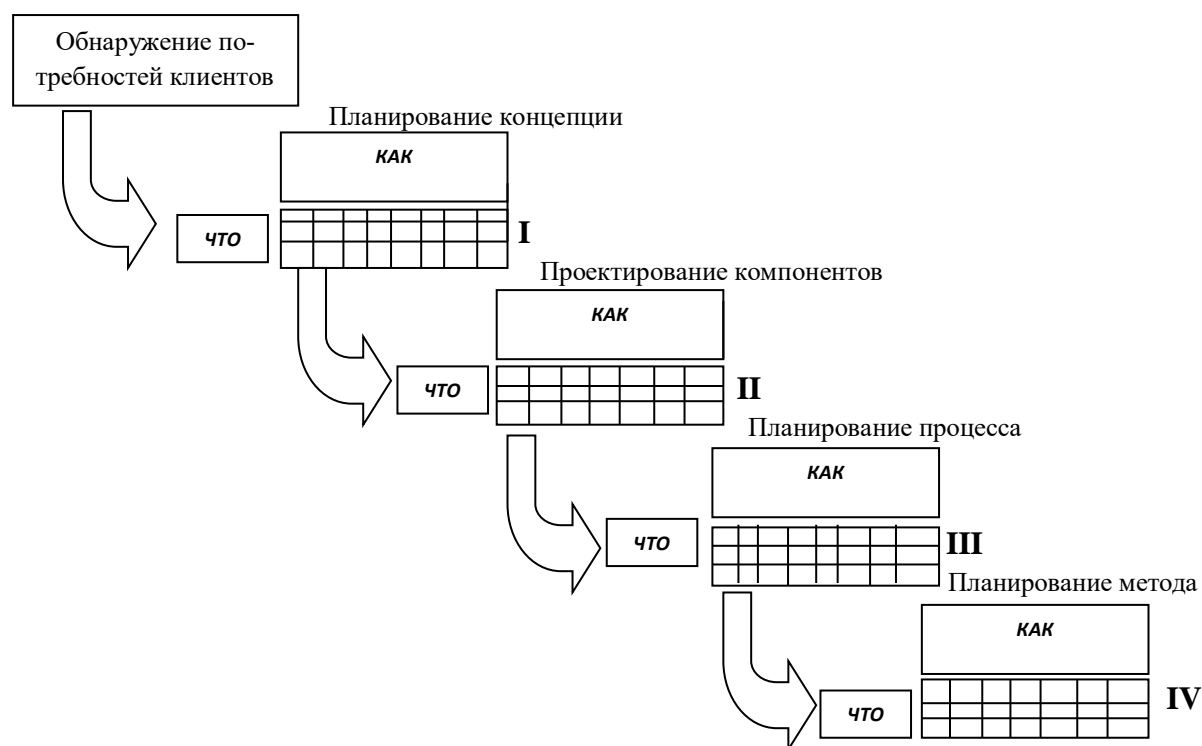 Обнаружение по-
требностей клиентов
Планирование концепции
КАК
ЧТО
I
Проектирование компонентов
КАК
ЧТО
II
Планирование процесса
КАК
ЧТО
III
Планирование метода
КАК
ЧТО
IV